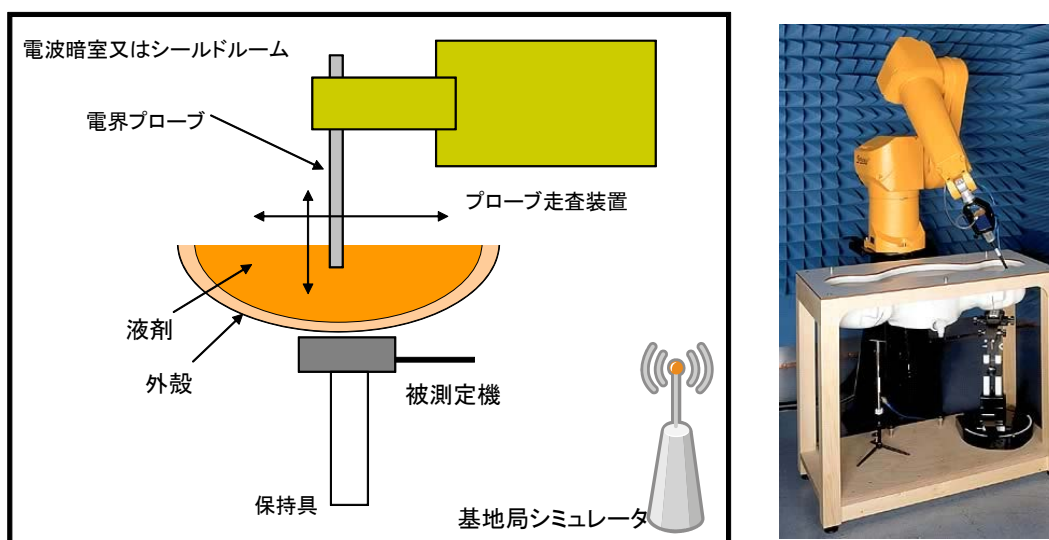 電波暗室又はシールドルーム
電界プローブ
プローブ走査装置
液剤
外殻
被測定機
保持具
基地局シミュレータ